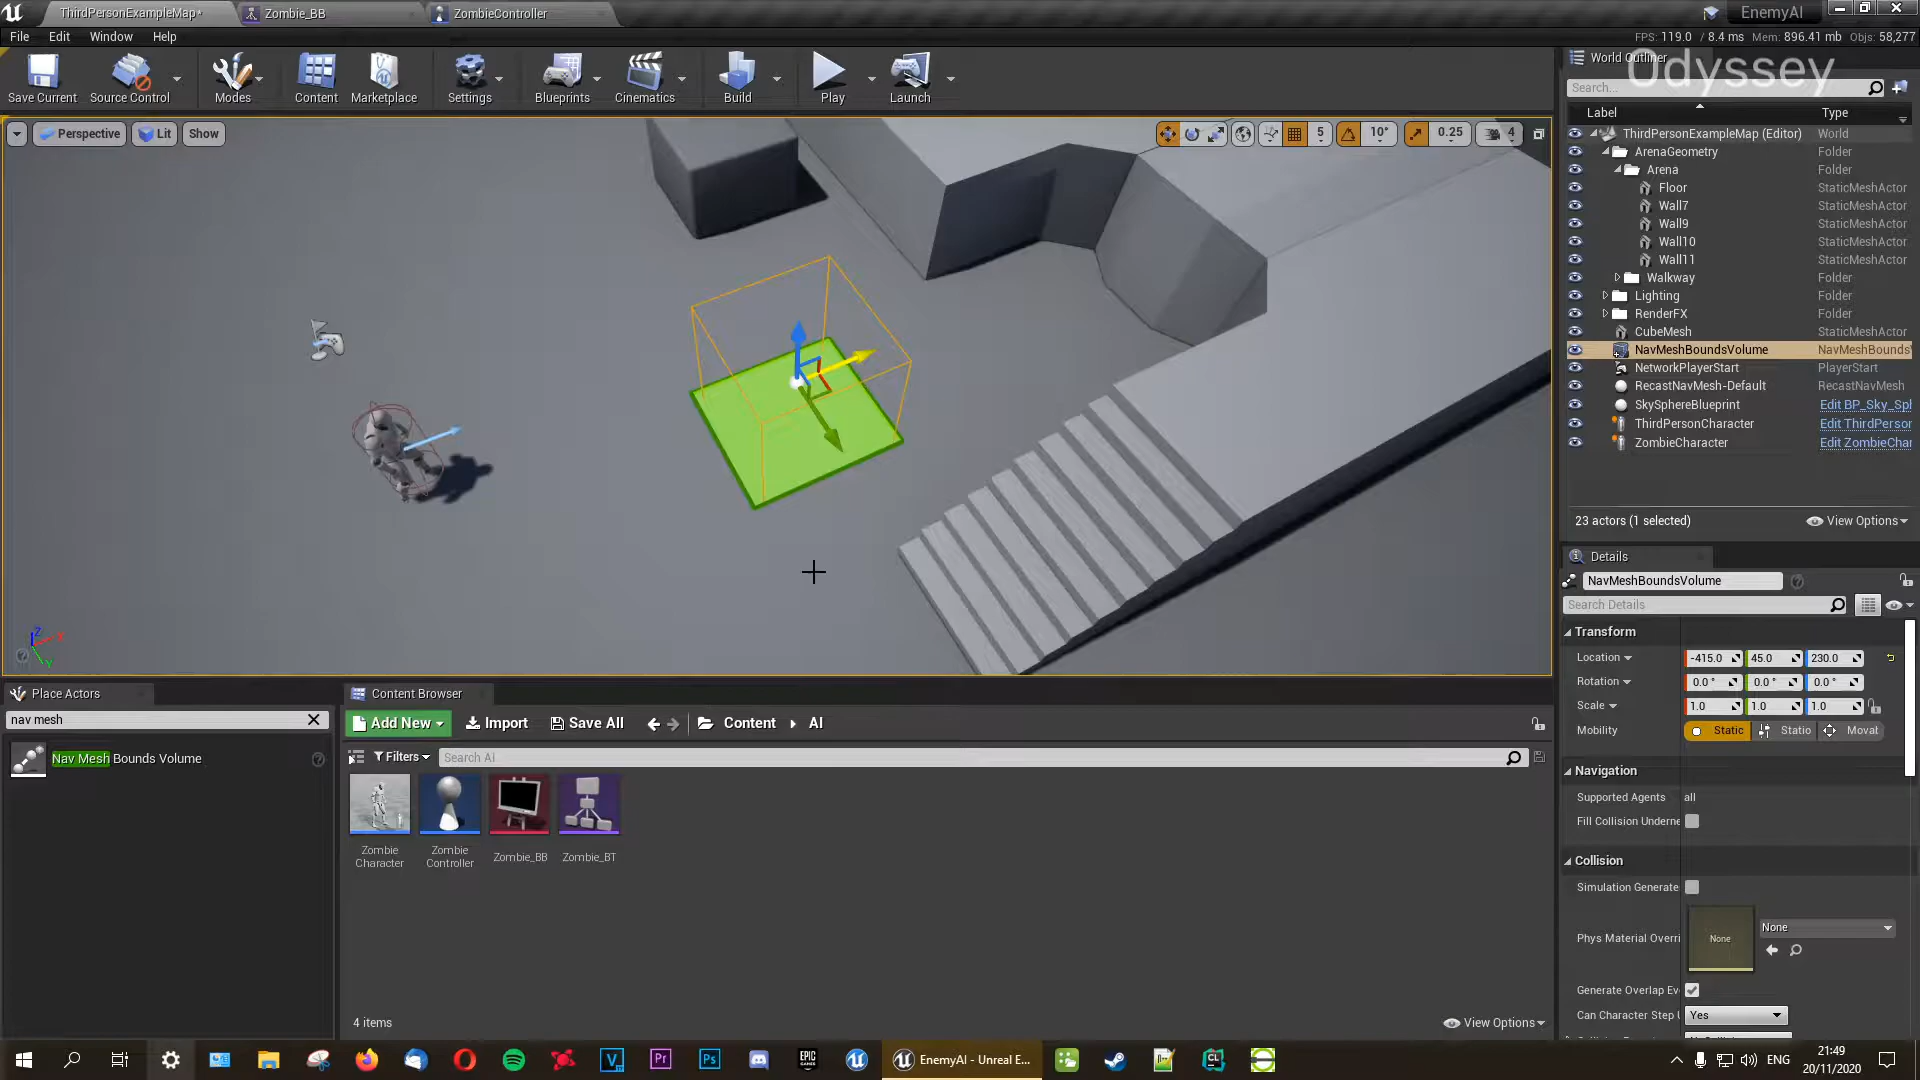 ThirdPersonExampleMap*
Zombie_BB
ZombieController
EnemyAI
File
Edit
Window
Help
FPS: 119.0 / 8.4 ms Mem: 896.41 mb Objs: 58,277
Save Current
Source Control
Modes
Content
Marketplace
Settings
Blueprints
Cinematics
Build
Play
Launch
World Outliner
Odyssey
Search...
Label
Type
Perspective
Lit
Show
5
10°
0.25
4
ThirdPersonExampleMap (Editor) World
ArenaGeometry Folder
Arena Folder
Floor StaticMeshActor
Wall7 StaticMeshActor
Wall9 StaticMeshActor
Wall10 StaticMeshActor
Wall11 StaticMeshActor
Walkway Folder
Lighting Folder
RenderFX Folder
CubeMesh StaticMeshActor
NavMeshBoundsVolume NavMeshBoundsV
NetworkPlayerStart PlayerStart
RecastNavMesh-Default RecastNavMesh
SkySphereBlueprint Edit BP_Sky_Sph
ThirdPersonCharacter Edit ThirdPerson
ZombieCharacter Edit ZombieChar
23 actors (1 selected)
View Options
Details
NavMeshBoundsVolume
Search Details
Transform
Location -415.0 45.0 230.0
Rotation 0.0 ° 0.0 ° 0.0 °
Scale 1.0 1.0 1.0
Mobility Static Statio Movat
Navigation
Supported Agents all
Fill Collision Underne
Collision
Simulation Generate
Phys Material Overri None None
Generate Overlap Ev
Can Character Step U Yes
Z Y
Y
Place Actors
nav mesh
Nav Mesh Bounds Volume
Content Browser
Add New
Import
Save All
Content
AI
Filters
Search AI
Zombie
Character
Zombie
Controller
Zombie_BB
Zombie_BT
4 items
View Options
V
Pr
Ps
EPIC
GAMES
EnemyAI - Unreal E...
CL
ENG
21:49
20/11/2020